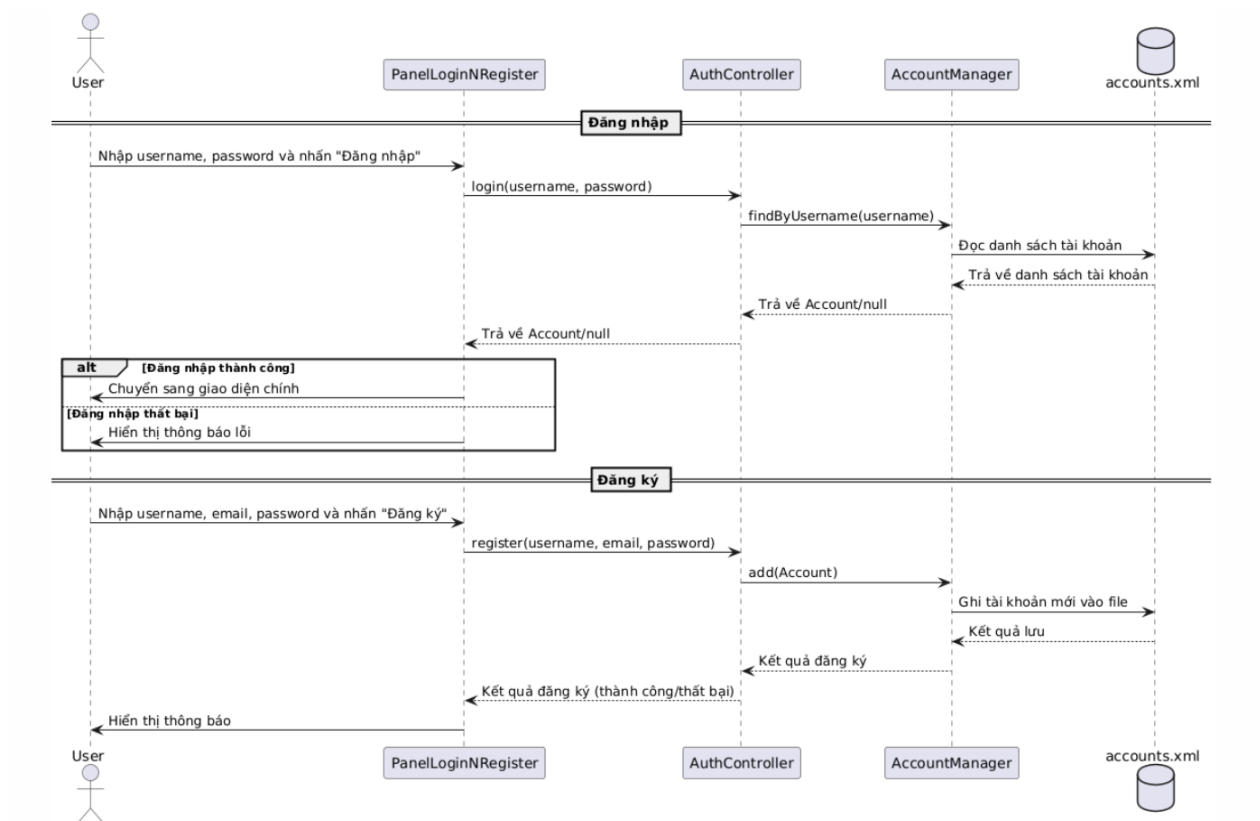 User
PanelLoginNRegister
AuthController
AccountManager
accounts.xml
Đăng nhập
Nhập username, password và nhấn "Đăng nhập"
login(username, password)
findByUsername(username)
Đọc danh sách tài khoản
Trả về danh sách tài khoản
Trả về Account/null
Trả về Account/null
alt [Đăng nhập thành công]
Chuyển sang giao diện chính
[Đăng nhập thất bại]
Hiển thị thông báo lỗi
Đăng ký
Nhập username, email, password và nhấn "Đăng ký"
register(username, email, password)
add(Account)
Ghi tài khoản mới vào file
Kết quả lưu
Kết quả đăng ký
Kết quả đăng ký (thành công/thất bại)
Hiển thị thông báo
User
PanelLoginNRegister
AuthController
AccountManager
accounts.xml